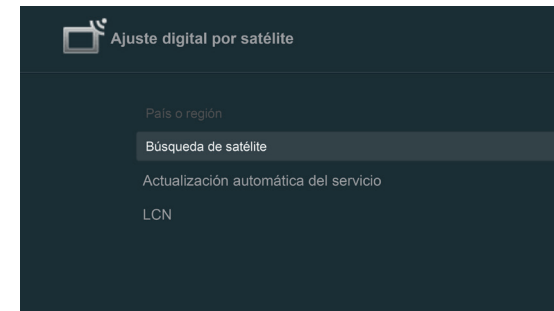 Ajuste digital por satélite
País o región
Búsqueda de satélite
Actualización automática del servicio
LCN